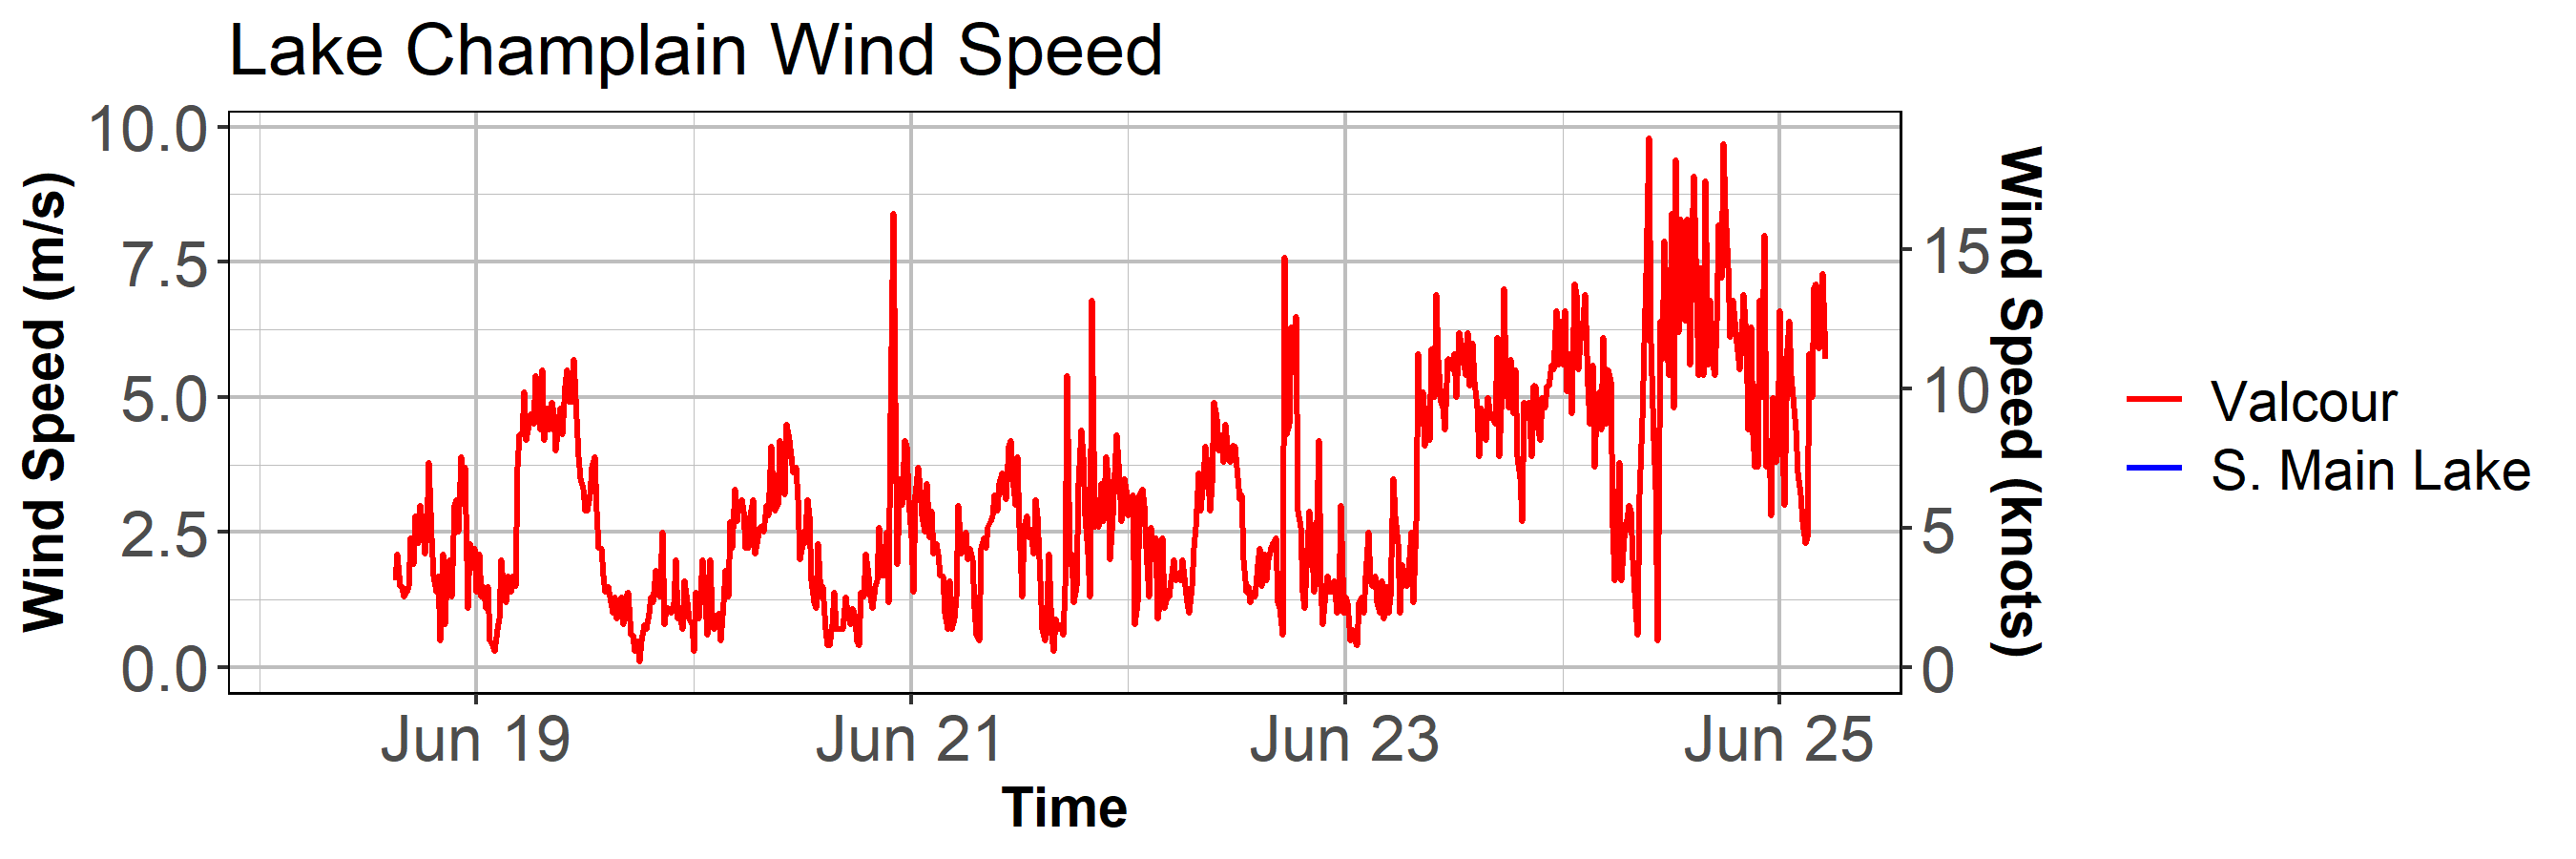 Lake Champlain Wind Speed
Wind Speed (m/s)
10.0
7.5
5.0
2.5
0.0
Jun 19
Jun 21
Jun 23
Jun 25
Time
15
10
5
0
Wind Speed (knots)
Valcour
S. Main Lake